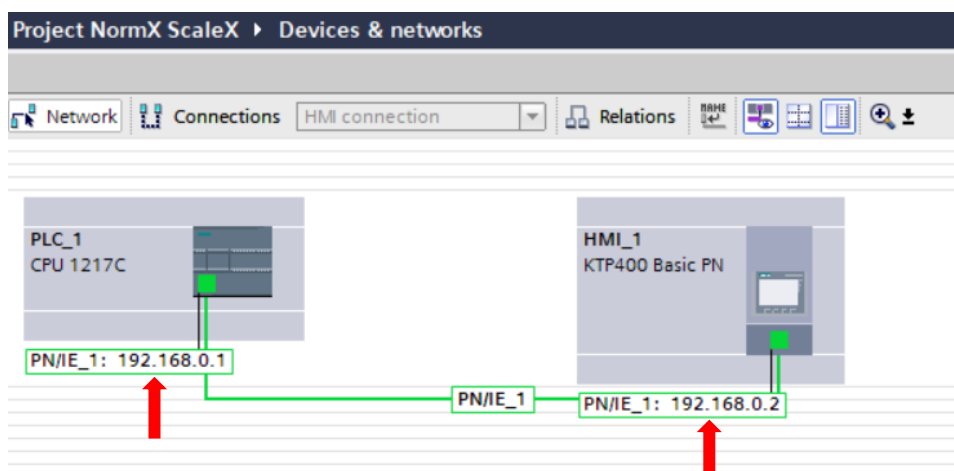 Project NormX ScaleX ▸ Devices & networks
Network Connections HMI connection Relations
PLC_1
CPU 1217C
HMI_1
KTP400 Basic PN
PN/IE_1: 192.168.0.1
PN/IE_1
PN/IE_1: 192.168.0.2